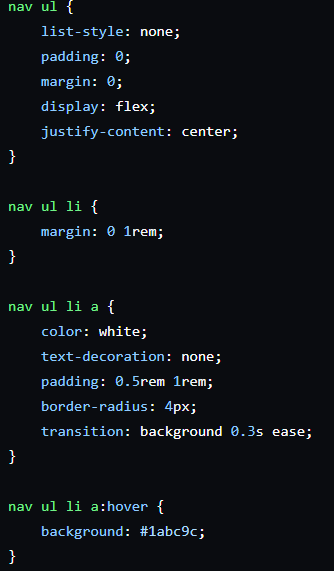 nav ul {
    list-style: none;
    padding: 0;
    margin: 0;
    display: flex;
    justify-content: center;
}

nav ul li {
    margin: 0 1rem;
}

nav ul li a {
    color: white;
    text-decoration: none;
    padding: 0.5rem 1rem;
    border-radius: 4px;
    transition: background 0.3s ease;
}

nav ul li a:hover {
    background: #1abc9c;
}